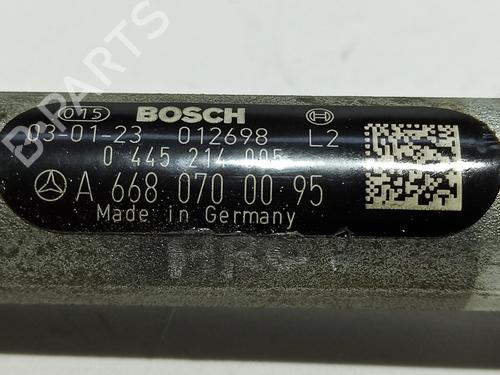 015 BOSCH
03-01-23 012698 L2
0 445 214 005
A 668 070 00 95
Made in Germany
B-PARTS